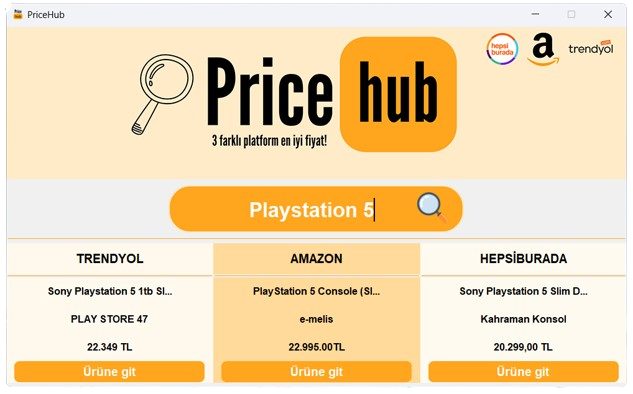 PriceHub
Price hub
3 farklı platform en iyi fiyat!
hepsi
burada
a
trendyol
Playstation 5
TRENDYOL
AMAZON
HEPSİBURADA
Sony Playstation 5 1tb Sl...
PlayStation 5 Console (Sl...
Sony Playstation 5 Slim D...
PLAY STORE 47
e-melis
Kahraman Konsol
22.349 TL
22.995.00TL
20.299,00 TL
Ürüne git
Ürüne git
Ürüne git